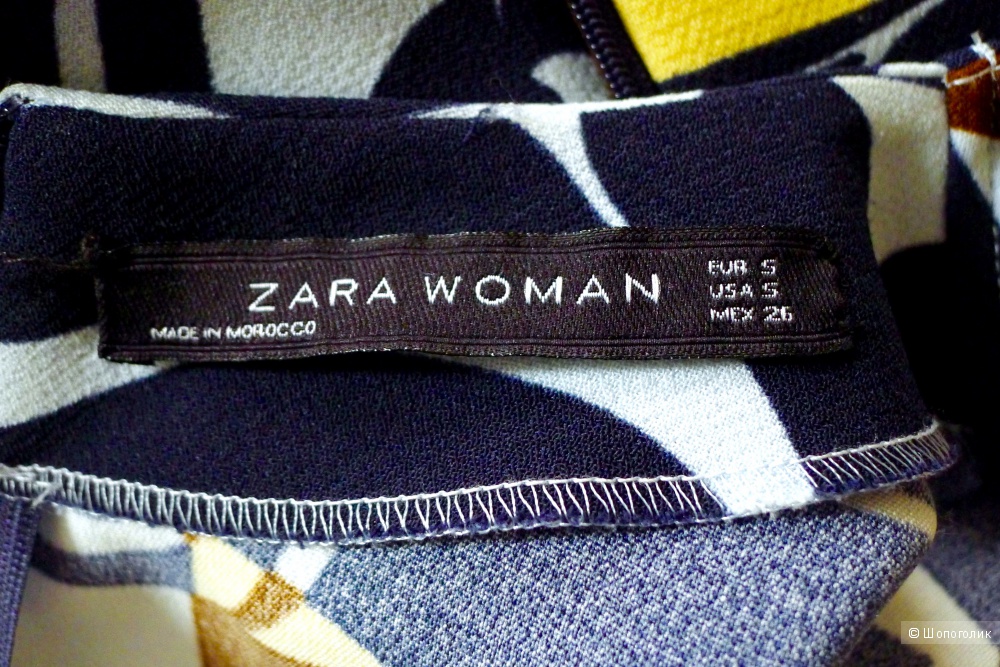 ZARA WOMAN
MADE IN MOROCCO
EUR S
USA S
MEX 26
© Шопоголик